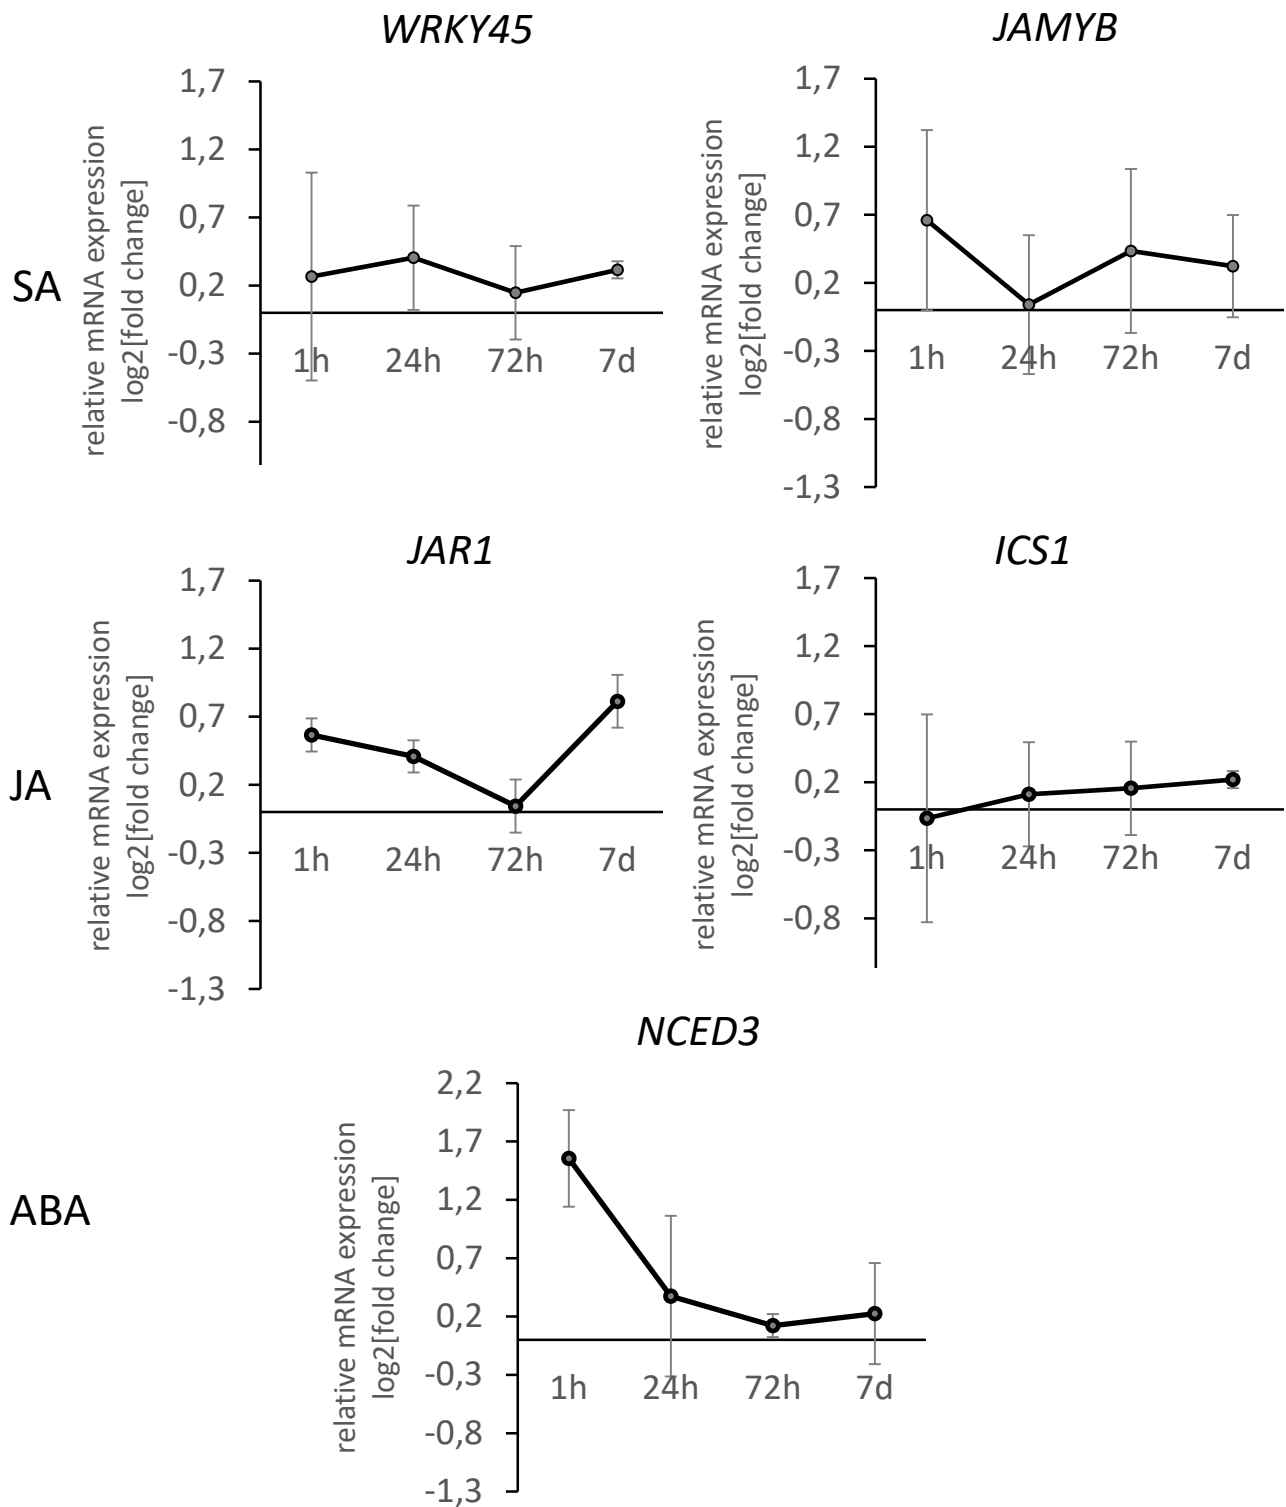 WRKY45
JAMYB
SA
relative mRNA expression
log2[fold change]
1,7
1,2
0,7
0,2
-0,3
-0,8
1h
24h
72h
7d
relative mRNA expression
log2[fold change]
1,7
1,2
0,7
0,2
-0,3
-0,8
-1,3
1h
24h
72h
7d
JAR1
ICS1
JA
relative mRNA expression
log2[fold change]
1,7
1,2
0,7
0,2
-0,3
-0,8
-1,3
1h
24h
72h
7d
relative mRNA expression
log2[fold change]
1,7
1,2
0,7
0,2
-0,3
-0,8
1h
24h
72h
7d
NCED3
ABA
relative mRNA expression
log2[fold change]
2,2
1,7
1,2
0,7
0,2
-0,3
-0,8
-1,3
1h
24h
72h
7d